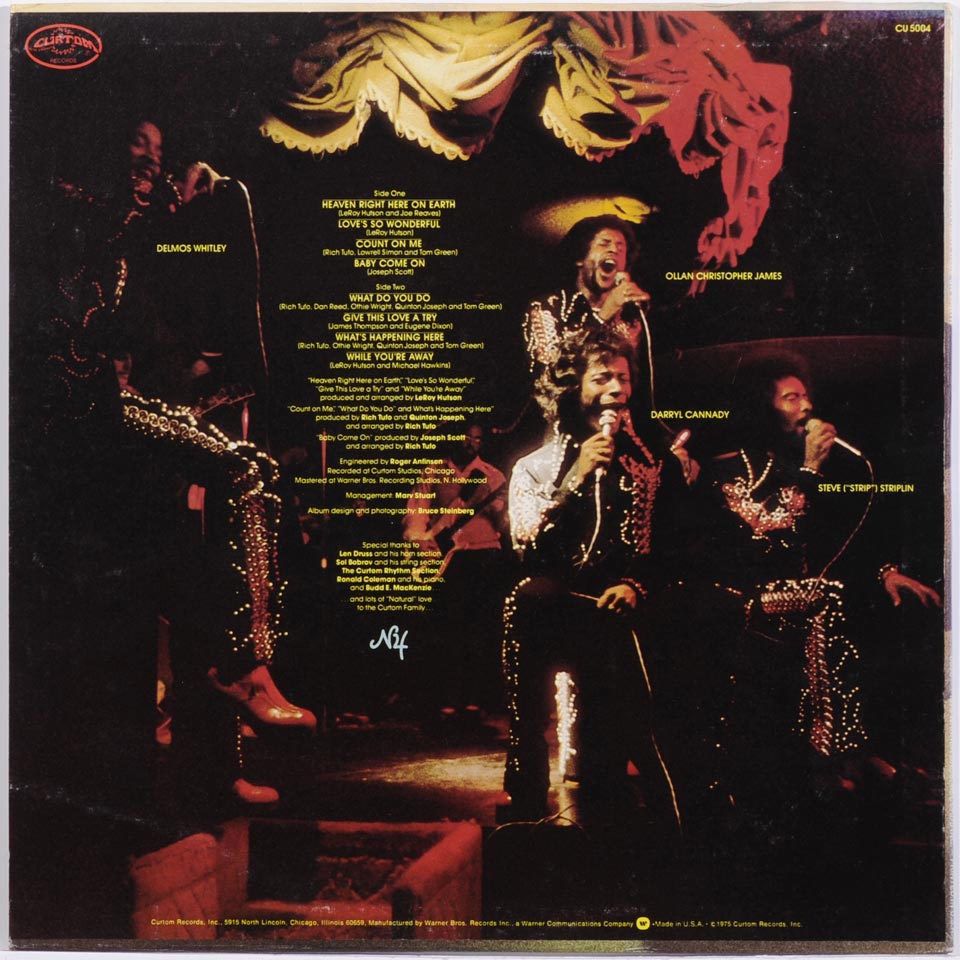 CURTOM
RECORDS
CU 5004
Side One
HEAVEN RIGHT HERE ON EARTH
(LeRoy Hutson and Joe Reaves)
LOVE'S SO WONDERFUL
(LeRoy Hutson)
COUNT ON ME
(Rich Tufo, Lowrell Simon and Tom Green)
BABY COME ON
(Joseph Scott)
Side Two
WHAT DO YOU DO
(Rich Tufo, Dan Reed, Othie Wright, Quinton Joseph and Tom Green)
GIVE THIS LOVE A TRY
(James Thompson and Eugene Dixon)
WHAT'S HAPPENING HERE
(Rich Tufo, Othie Wright, Quinton Joseph and Tom Green)
WHILE YOU'RE AWAY
(LeRoy Hutson and Michael Hawkins)
"Heaven Right Here on Earth," "Love's So Wonderful,"
"Give This Love a Try" and "While You're Away"
produced and arranged by LeRoy Hutson
"Count on Me," "What Do You Do" and What's Happening Here"
produced by Rich Tufo and Quinton Joseph,
and arranged by Rich Tufo
"Baby Come On" produced by Joseph Scott
and arranged by Rich Tufo
Engineered by Roger Anfinsen
Recorded at Curtom Studios, Chicago
Mastered at Warner Bros. Recording Studios, N. Hollywood
Management: Marv Stuart
Album design and photography: Bruce Steinberg
Special thanks to
Len Druss and his horn section,
Sol Bobrov and his string section,
The Curtom Rhythm Section,
Ronald Coleman and his piano,
and Budd E. MacKenzie...
...and lots of "Natural" love
to the Curtom Family...
N4
DELMOS WHITLEY
OLLAN CHRISTOPHER JAMES
DARRYL CANNADY
STEVE ("STRIP") STRIPLIN
Curtom Records, Inc., 5915 North Lincoln, Chicago, Illinois 60659, Manufactured by Warner Bros. Records Inc., a Warner Communications Company W • Made in U.S.A. • ©1975 Curtom Records, Inc.